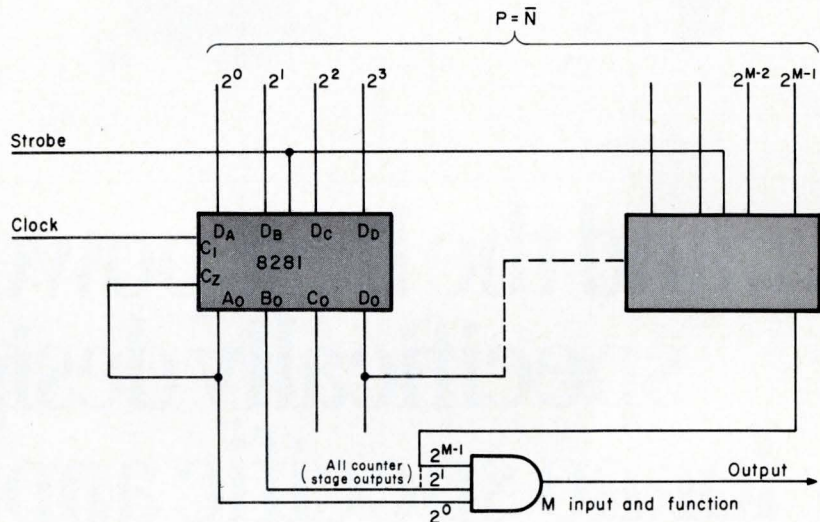 P = N̅
2⁰ 2¹ 2² 2³ 2ᴹ⁻² 2ᴹ⁻¹
Strobe
Clock
D_A D_B D_C D_D
C₁
8281
C₂
A₀ B₀ C₀ D₀
2ᴹ⁻¹
(All counter
stage outputs)
2¹
2⁰
Output
M input and function